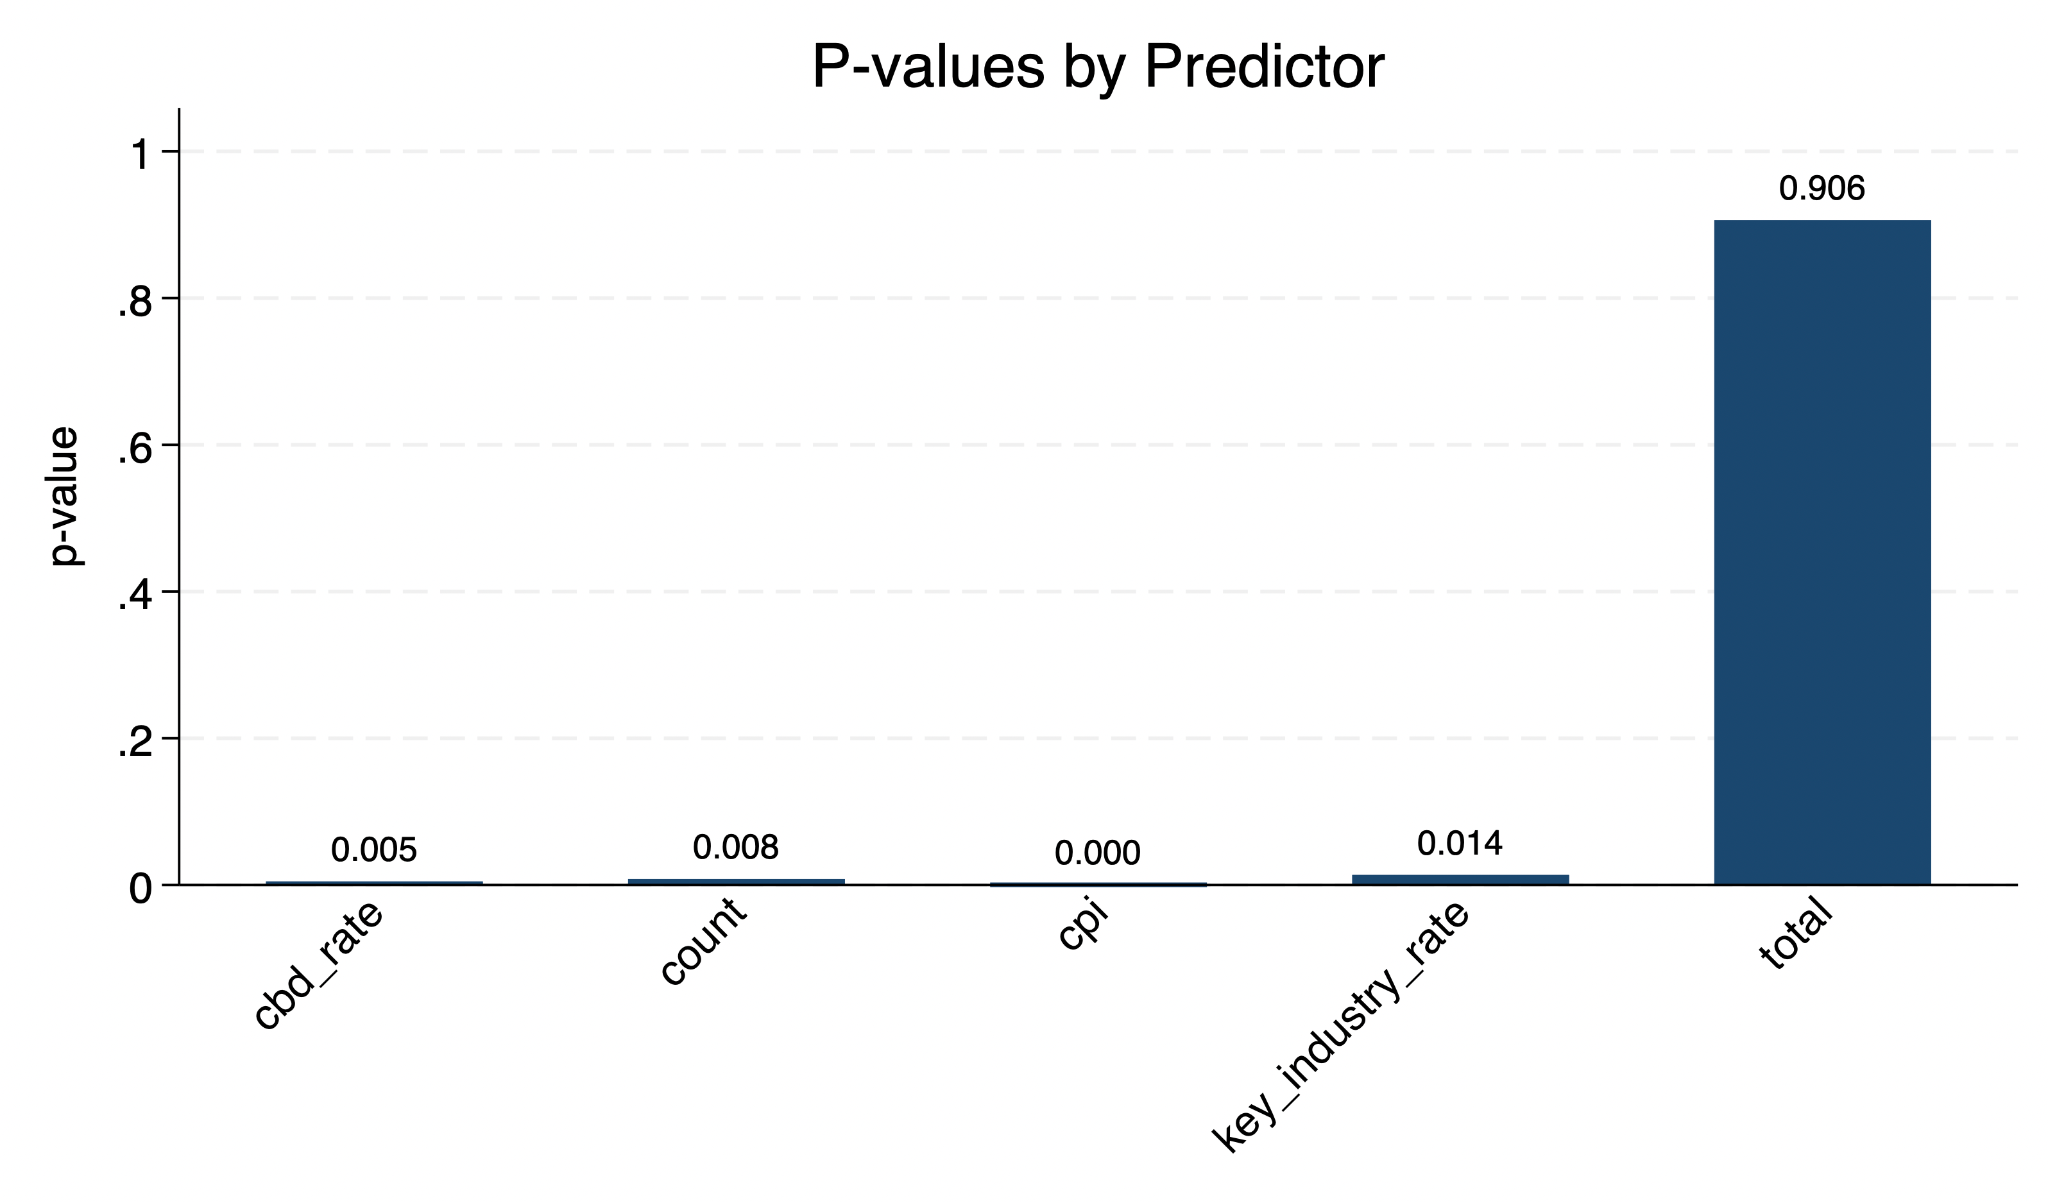 P-values by Predictor
p-value
1
.8
.6
.4
.2
0
0.005
0.008
0.000
0.014
0.906
cbd_rate
count
cpi
key_industry_rate
total